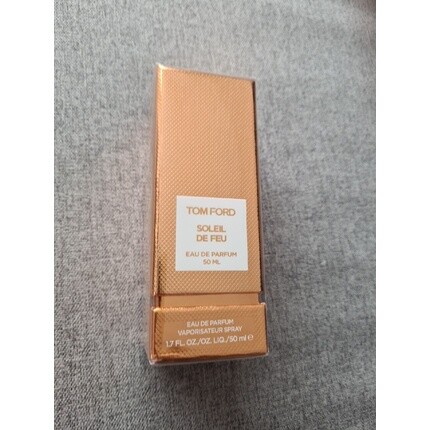 TOM FORD
SOLEIL
DE FEU
EAU DE PARFUM
50 ML
EAU DE PARFUM
VAPORISATEUR SPRAY
1.7 FL. OZ./OZ. LIQ./50 ml ℮